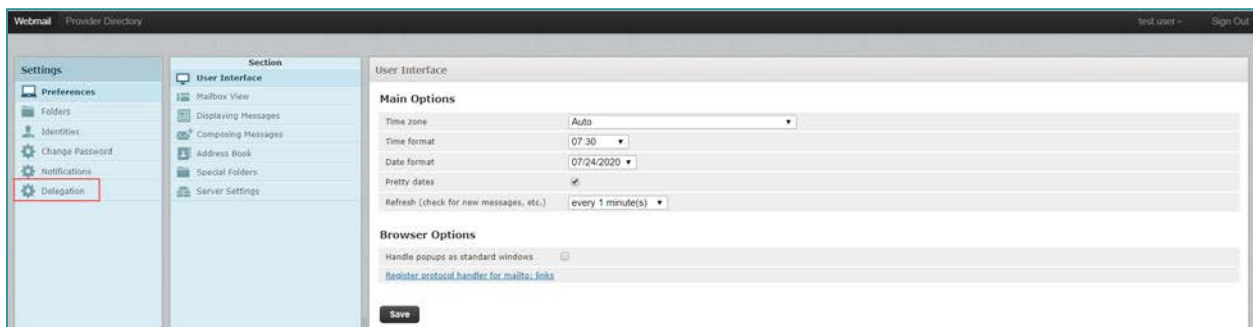 Webmail Provider Directory test user Sign Out
Settings
Preferences
Folders
Identities
Change Password
Notifications
Delegation
Section
User Interface
Mailbox View
Displaying Messages
Composing Messages
Address Book
Special Folders
Server Settings
User Interface
Main Options
Time zone Auto
Time format 07:30
Date format 07/24/2020
Pretty dates
Refresh (check for new messages, etc.) every 1 minute(s)
Browser Options
Handle popups as standard windows
Register protocol handler for mailto: links
Save